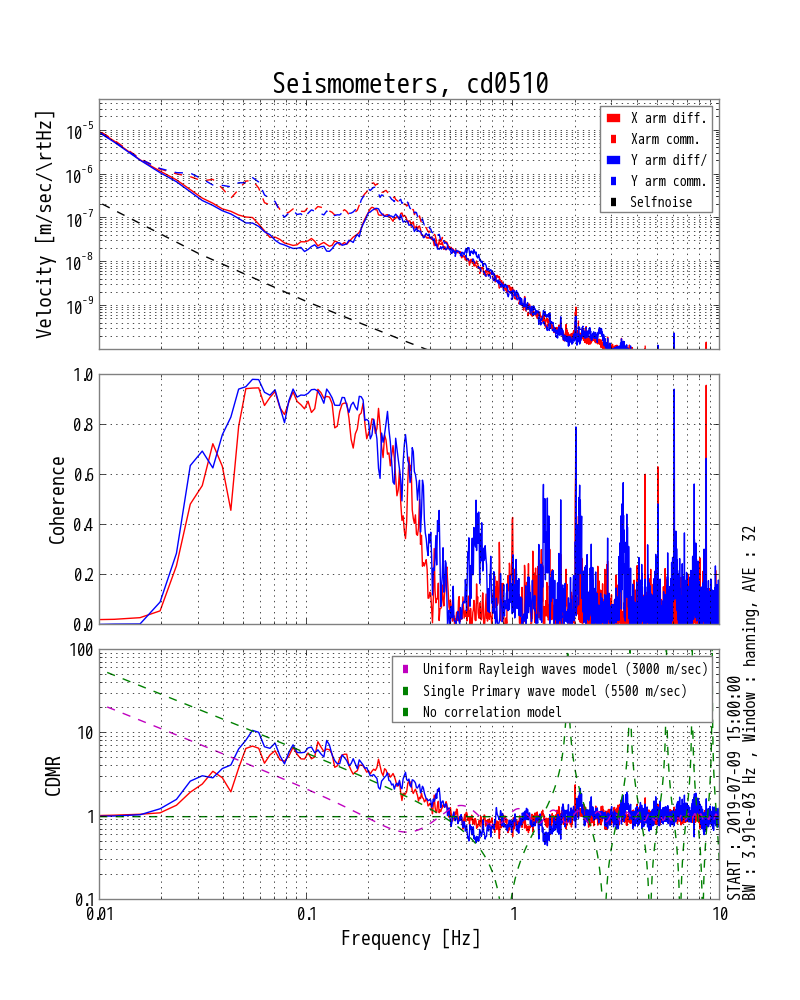 Seismometers, cd0510
Velocity [m/sec/\rtHz]
10^-5
10^-6
10^-7
10^-8
10^-9
X arm diff.
Xarm comm.
Y arm diff/
Y arm comm.
Selfnoise
Coherence
1.0
0.8
0.6
0.4
0.2
0.0
CDMR
100
10
1
0.1
Uniform Rayleigh waves model (3000 m/sec)
Single Primary wave model (5500 m/sec)
No correlation model
0.01
0.1
1
10
Frequency [Hz]
START : 2019-07-09 15:00:00
BW : 3.91e-03 Hz , Window : hanning, AVE : 32